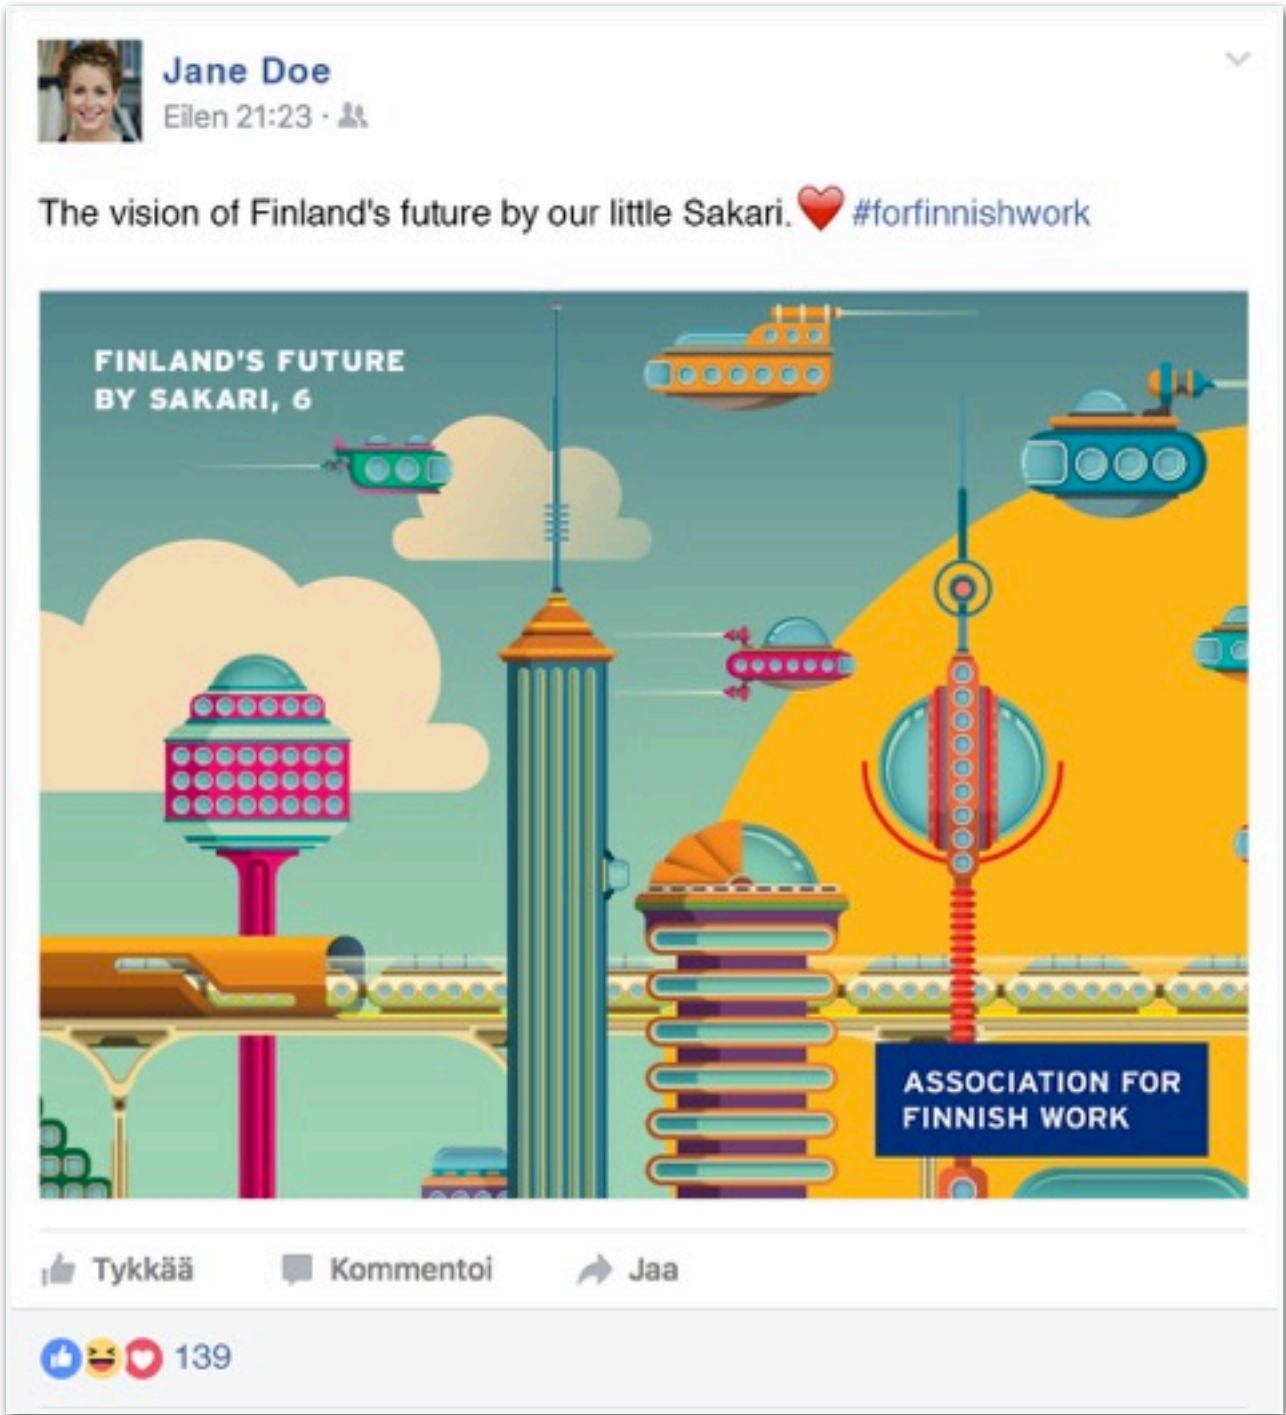 Jane Doe
Eilen 21:23 ·
The vision of Finland's future by our little Sakari. ❤️ #forfinnishwork
FINLAND'S FUTURE
BY SAKARI, 6
ASSOCIATION FOR
FINNISH WORK
Tykkää Kommentoi Jaa
139